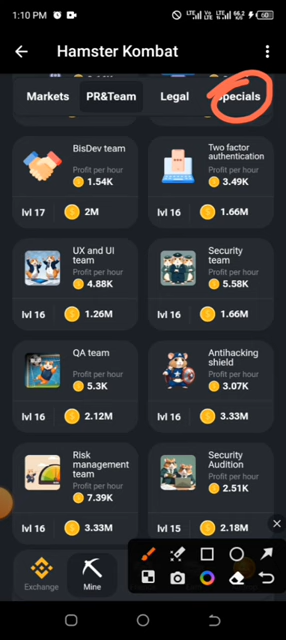 1:10 PM
66.2
60
Hamster Kombat
Markets
PR&Team
Legal
Specials
BisDev team
Profit per hour
1.54K
lvl 17
2M
Two factor
authentication
Profit per hour
3.49K
lvl 16
1.66M
UX and UI
team
Profit per hour
4.88K
lvl 16
1.26M
Security
team
Profit per hour
5.58K
lvl 16
1.66M
QA team
Profit per hour
5.3K
lvl 16
2.12M
Antihacking
shield
Profit per hour
3.07K
lvl 16
3.33M
Risk
management
team
Profit per hour
7.39K
lvl 16
3.33M
Security
Audition
Profit per hour
2.51K
lvl 15
2.18M
Exchange
Mine